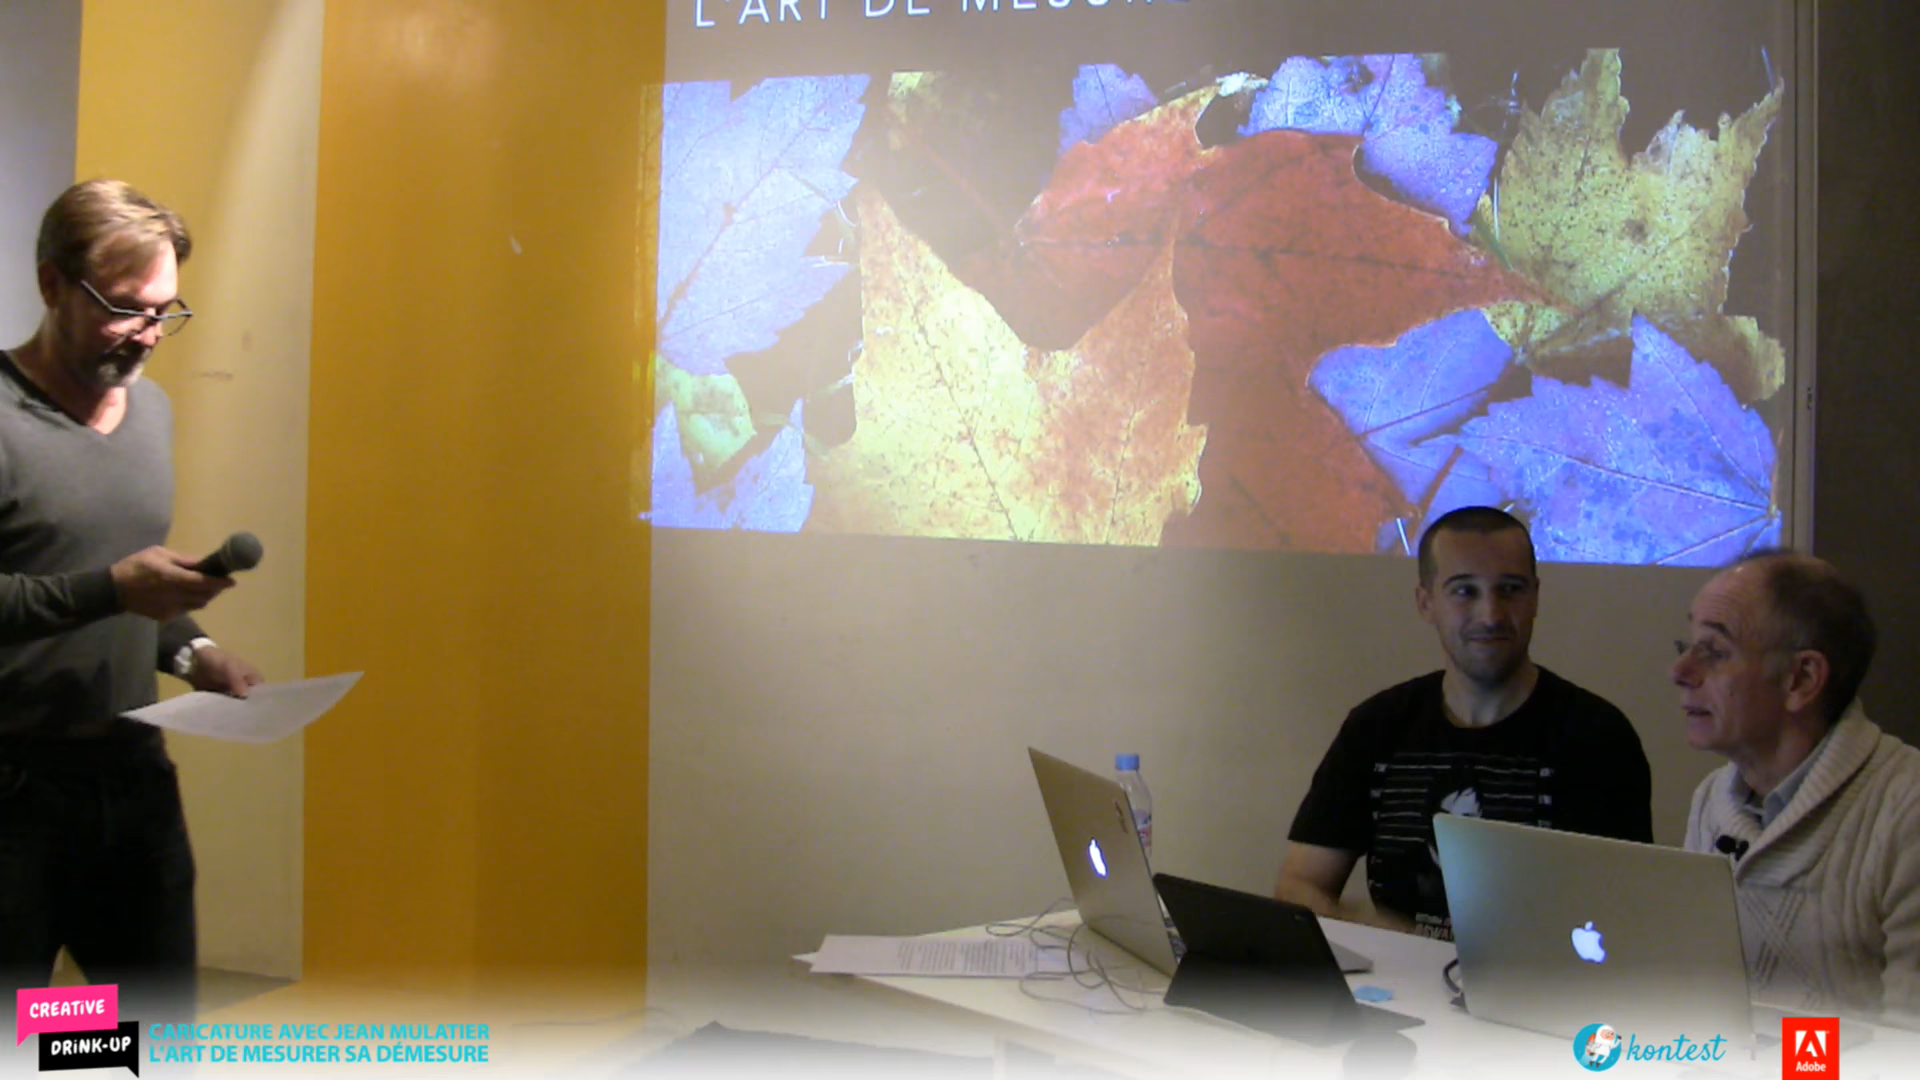 L'ART DE
CREATIVE
DRINK-UP
CARICATURE AVEC JEAN MULATIER
L'ART DE MESURER SA DÉMESURE
kontest
Adobe